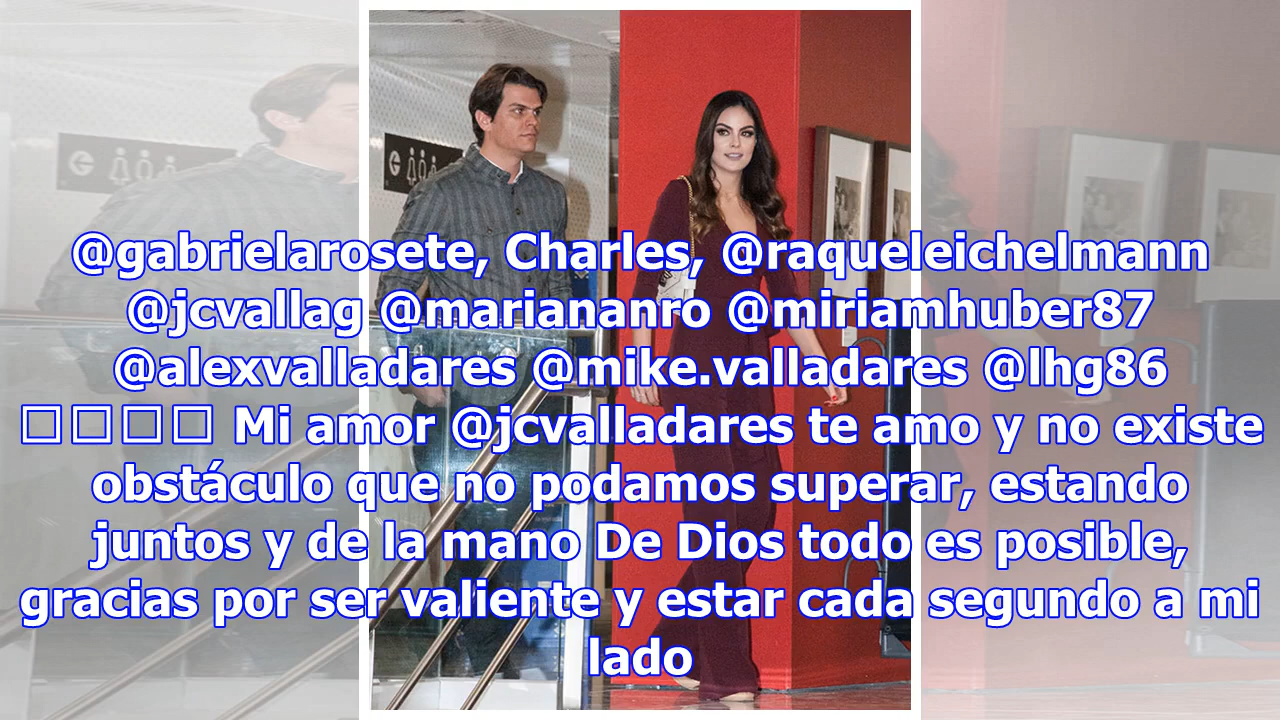 @gabrielarosete, Charles, @raqueleichelmann
@jcvallag @mariananro @miriamhuber87
@alexvalladares @mike.valladares @lhg86
□□□□ Mi amor @jcvalladares te amo y no existe
obstáculo que no podamos superar, estando
juntos y de la mano De Dios todo es posible,
gracias por ser valiente y estar cada segundo a mi
lado